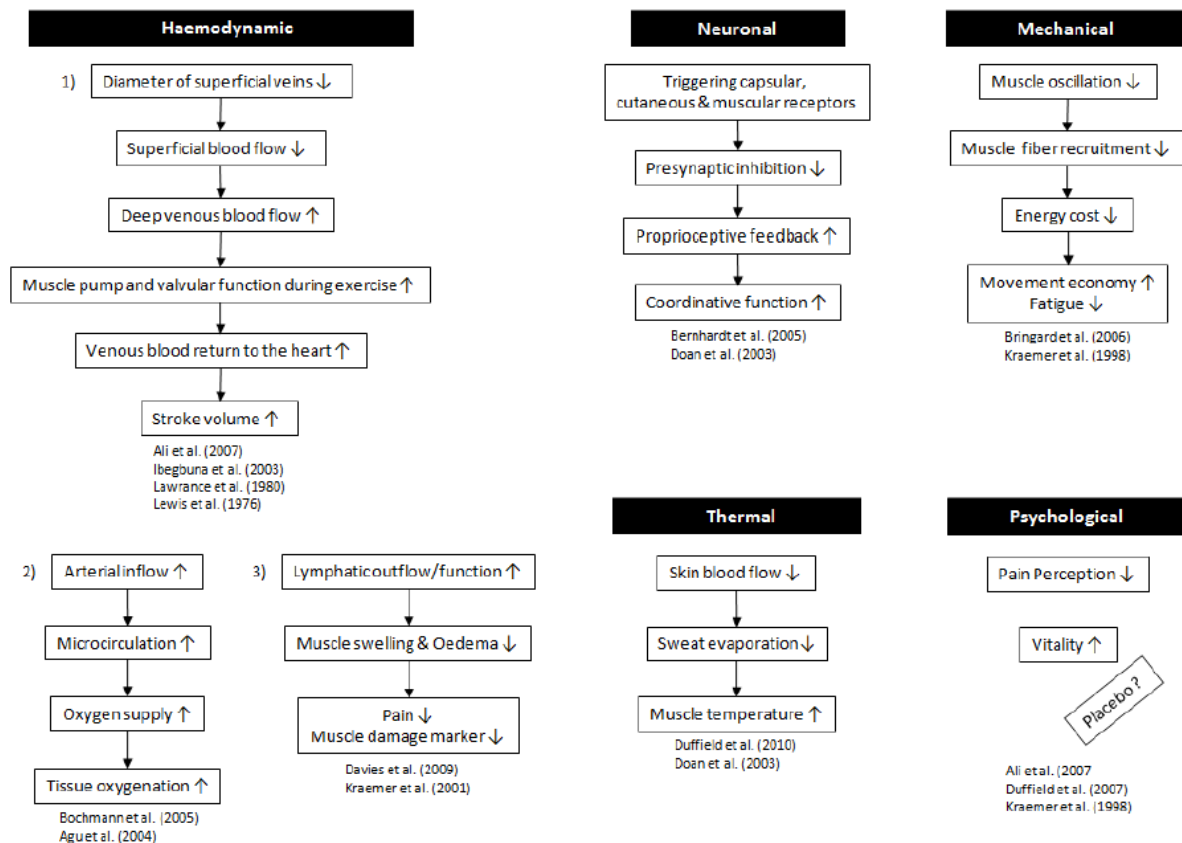 Haemodynamic
1)
Diameter of superficial veins ↓
Superficial blood flow ↓
Deep venous blood flow ↑
Muscle pump and valvular function during exercise ↑
Venous blood return to the heart ↑
Stroke volume ↑
Ali et al. (2007)
Ibegbuna et al. (2003)
Lawrance et al. (1980)
Lewis et al. (1976)
2)
Arterial inflow ↑
Microcirculation ↑
Oxygen supply ↑
Tissue oxygenation ↑
Bochmann et al. (2005)
Agu et al. (2004)
3)
Lymphatic outflow/function ↑
Muscle swelling & Oedema ↓
Pain ↓
Muscle damage marker ↓
Davies et al. (2009)
Kraemer et al. (2001)
Neuronal
Triggering capsular,
cutaneous & muscular receptors
Presynaptic inhibition ↓
Proprioceptive feedback ↑
Coordinative function ↑
Bernhardt et al. (2005)
Doan et al. (2003)
Mechanical
Muscle oscillation ↓
Muscle fiber recruitment ↓
Energy cost ↓
Movement economy ↑
Fatigue ↓
Bringard et al. (2006)
Kraemer et al. (1998)
Thermal
Skin blood flow ↓
Sweat evaporation ↓
Muscle temperature ↑
Duffield et al. (2010)
Doan et al. (2003)
Psychological
Pain Perception ↓
Vitality ↑
Placebo ?
Ali et al. (2007
Duffield et al. (2007)
Kraemer et al. (1998)